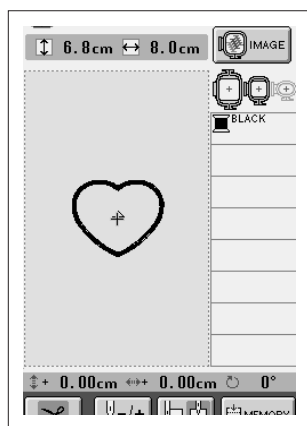 6.8cm 8.0cm
IMAGE
BLACK
+ 0.00cm + 0.00cm 0°
-/+
MEMORY